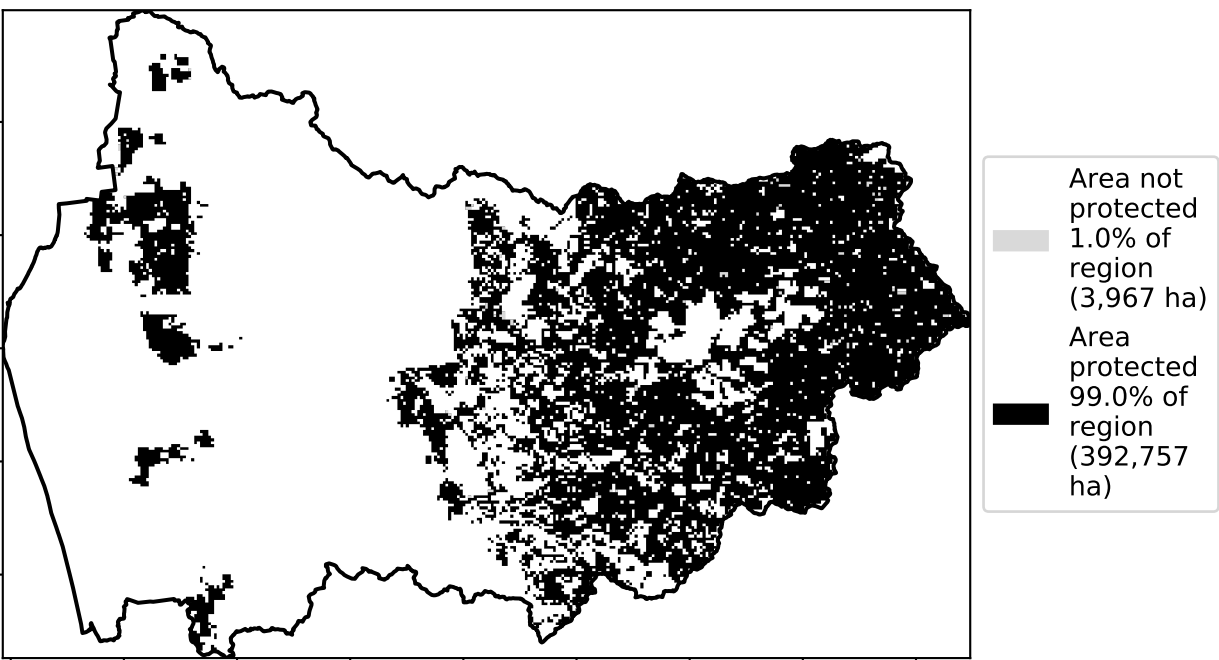 Area not
protected
1.0% of
region
(3,967 ha)
Area
protected
99.0% of
region
(392,757
ha)